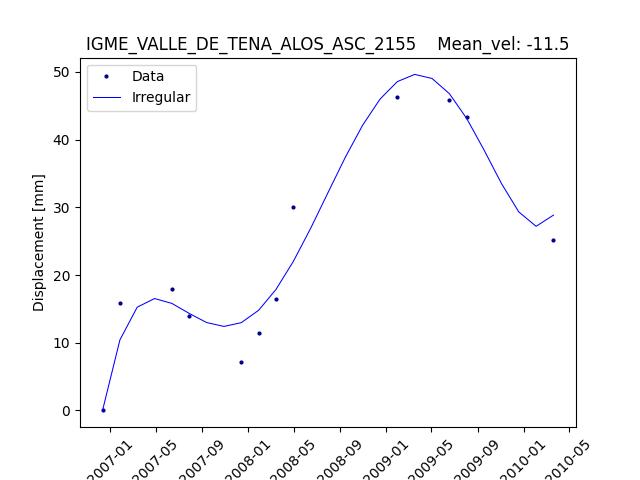 IGME_VALLE_DE_TENA_ALOS_ASC_2155 Mean_vel: -11.5
Data
Irregular
Displacement [mm]
50
40
30
20
10
0
2007-01 2007-05 2007-09 2008-01 2008-05 2008-09 2009-01 2009-05 2009-09 2010-01 2010-05